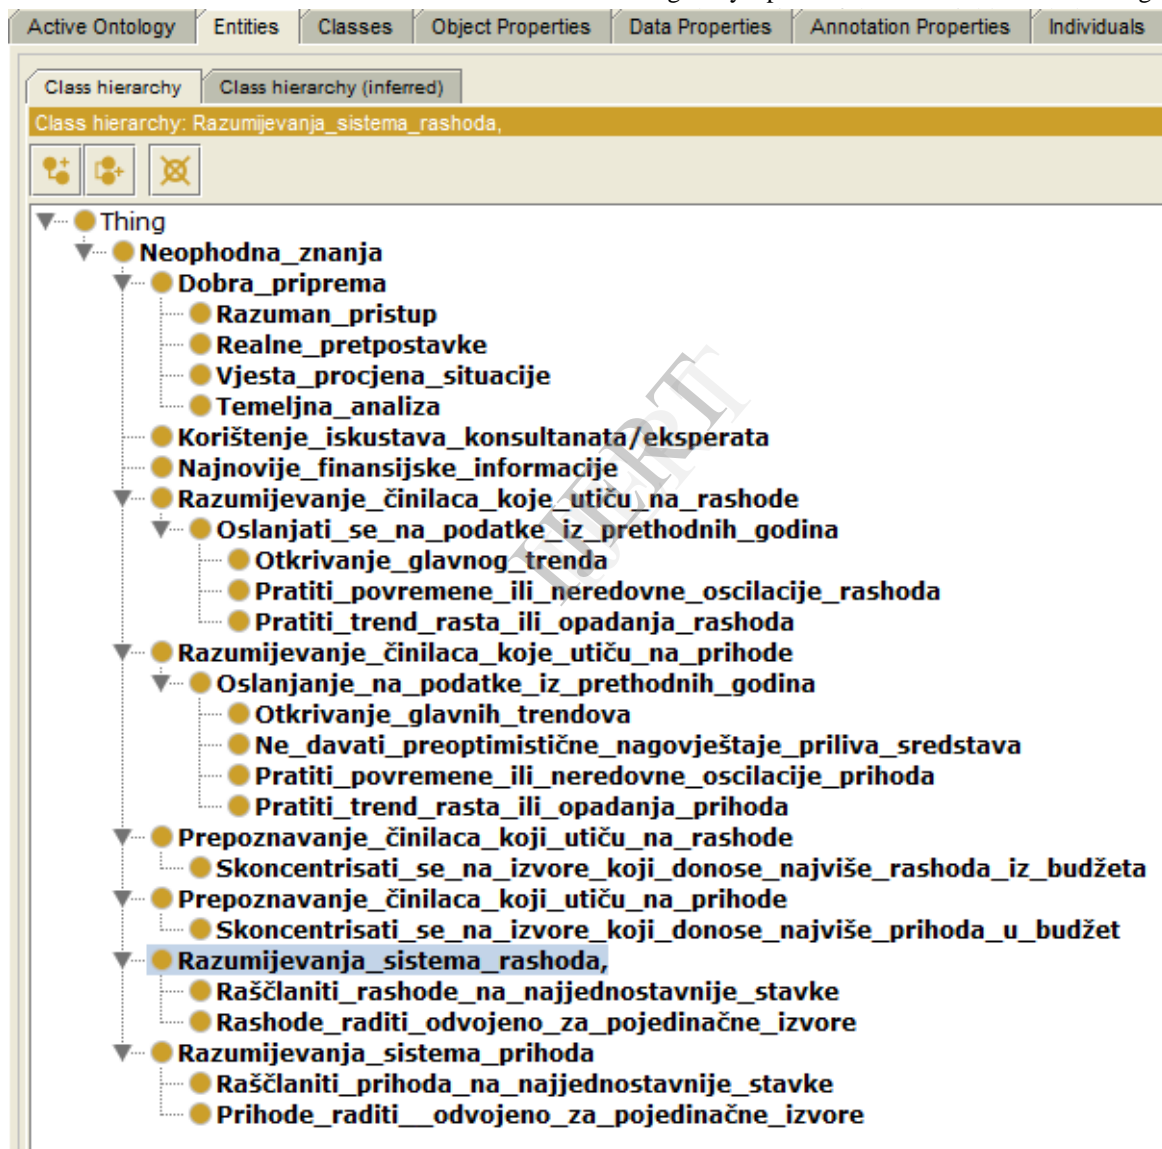 Active Ontology Entities Classes Object Properties Data Properties Annotation Properties Individuals
Class hierarchy Class hierarchy (inferred)
Class hierarchy: Razumijevanja_sistema_rashoda,
Thing
Neophodna_znanja
Dobra_priprema
Razuman_pristup
Realne_pretpostavke
Vjesta_procjena_situacije
Temeljna_analiza
Korištenje_iskustava_konsultanata/eksperata
Najnovije_finansijske_informacije
Razumijevanje_činilaca_koje_utiču_na_rashode
Oslanjati_se_na_podatke_iz_prethodnih_godina
Otkrivanje_glavnog_trenda
Pratiti_povremene_ili_neredovne_oscilacije_rashoda
Pratiti_trend_rasta_ili_opadanja_rashoda
Razumijevanje_činilaca_koje_utiču_na_prihode
Oslanjanje_na_podatke_iz_prethodnih_godina
Otkrivanje_glavnih_trendova
Ne_davati_preoptimistične_nagovještaje_priliva_sredstava
Pratiti_povremene_ili_neredovne_oscilacije_prihoda
Pratiti_trend_rasta_ili_opadanja_prihoda
Prepoznavanje_činilaca_koji_utiču_na_rashode
Skoncentrisati_se_na_izvore_koji_donose_najviše_rashoda_iz_budžeta
Prepoznavanje_činilaca_koji_utiču_na_prihode
Skoncentrisati_se_na_izvore_koji_donose_najviše_prihoda_u_budžet
Razumijevanja_sistema_rashoda,
Raščlaniti_rashode_na_najjednostavnije_stavke
Rashode_raditi_odvojeno_za_pojedinačne_izvore
Razumijevanja_sistema_prihoda
Raščlaniti_prihoda_na_najjednostavnije_stavke
Prihode_raditi__odvojeno_za_pojedinačne_izvore
IJERT